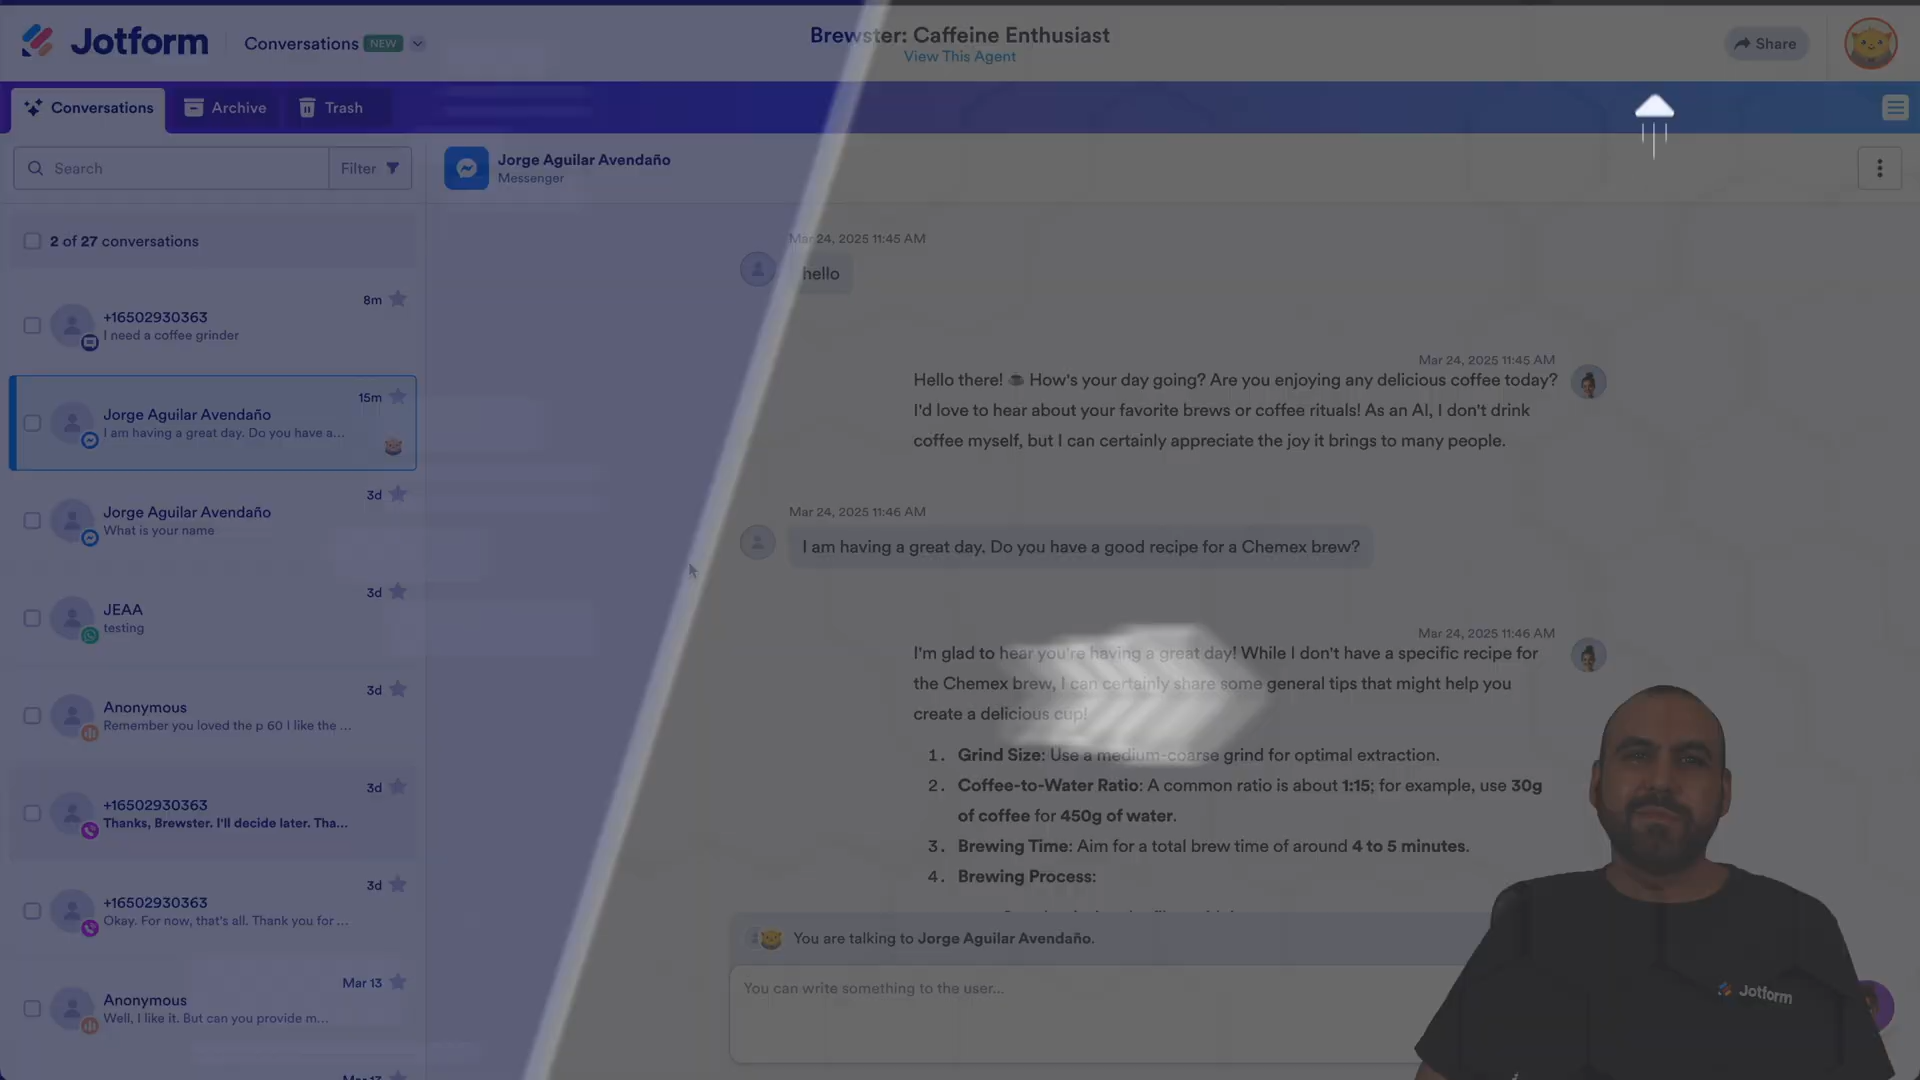 Jotform
Conversations NEW
Brewster: Caffeine Enthusiast
View This Agent
Share
Conversations
Archive
Trash
Search
Filter
Jorge Aguilar Avendaño
Messenger
2 of 27 conversations
8m
+16502930363
I need a coffee grinder
15m
Jorge Aguilar Avendaño
I am having a great day. Do you have a...
3d
Jorge Aguilar Avendaño
What is your name
3d
JEAA
testing
3d
Anonymous
Remember you loved the p 60 I like the ...
3d
+16502930363
Thanks, Brewster. I'll decide later. Tha...
3d
+16502930363
Okay. For now, that's all. Thank you for ...
Mar 13
Anonymous
Well, I like it. But can you provide m...
Mar 13
Mar 24, 2025 11:45 AM
hello
Mar 24, 2025 11:45 AM
Hello there! ☕ How's your day going? Are you enjoying any delicious coffee today?
I'd love to hear about your favorite brews or coffee rituals! As an AI, I don't drink
coffee myself, but I can certainly appreciate the joy it brings to many people.
Mar 24, 2025 11:46 AM
I am having a great day. Do you have a good recipe for a Chemex brew?
Mar 24, 2025 11:46 AM
I'm glad to hear you're having a great day! While I don't have a specific recipe for
the Chemex brew, I can certainly share some general tips that might help you
create a delicious cup!
1. Grind Size: Use a medium-coarse grind for optimal extraction.
2. Coffee-to-Water Ratio: A common ratio is about 1:15; for example, use 30g
of coffee for 450g of water.
3. Brewing Time: Aim for a total brew time of around 4 to 5 minutes.
4. Brewing Process:
You are talking to Jorge Aguilar Avendaño.
You can write something to the user...
Jotform